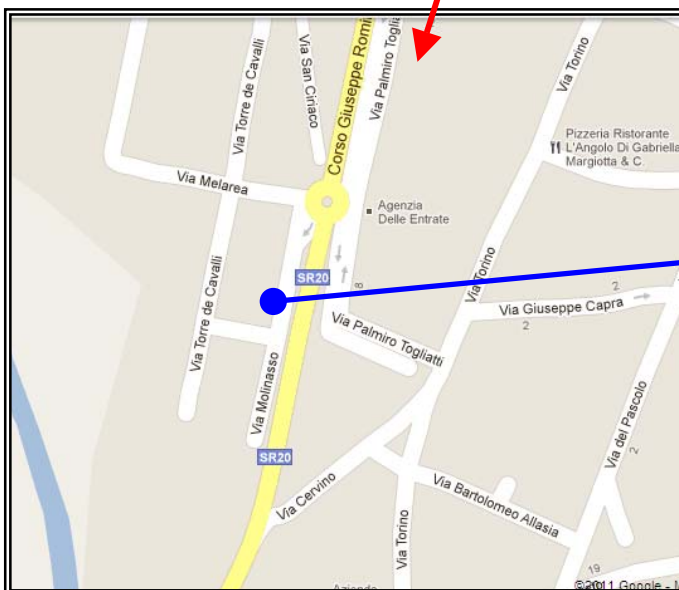 Via Torre de Cavalli
Via San Ciriaco
Corso Giuseppe Romi
Via Palmiro Toglia
Via Torino
Pizzeria Ristorante
L'Angolo Di Gabriella
Margiotta & C.
Via Melarea
Agenzia
Delle Entrate
SR20
8
Via Torino
2
Via Giuseppe Capra
2
Via Torre de Cavalli
Via Palmiro Togliatti
Via Molinasso
Via del Pascolo
2
SR20
Via Cervino
Via Bartolomeo Allasia
Via Torino
19
©2011 Google - M